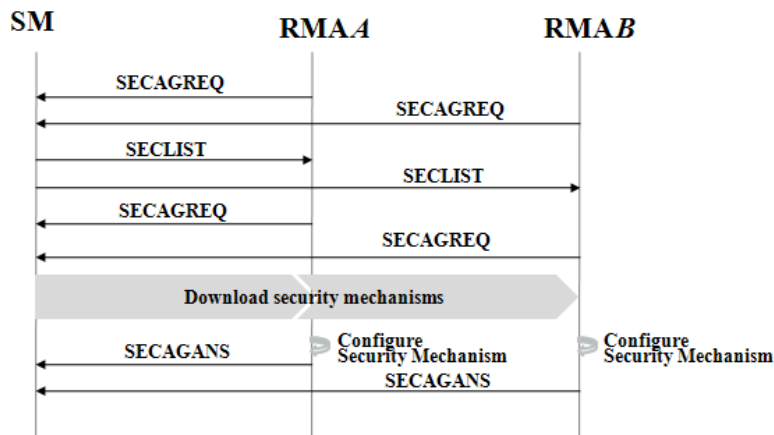 SM
RMAA
RMAB
SECAGREQ
SECAGREQ
SECLIST
SECLIST
SECAGREQ
SECAGREQ
Download security mechanisms
Configure
Security Mechanism
Configure
Security Mechanism
SECAGANS
SECAGANS